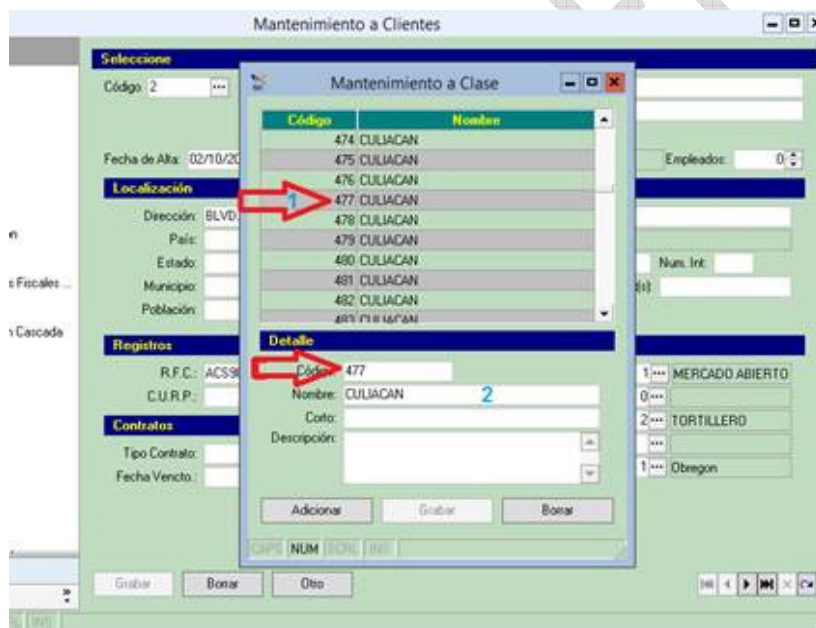 Mantenimiento a Clientes
Seleccione
Código: 2
Fecha de Alta: 02/10/20
Empleados: 0
Localización
Dirección: BLVD.
País:
Estado:
Num. Int:
s Fiscales ...
Municipio:
Población:
n Cascada
Registros
R.F.C.: ACS9
1 MERCADO ABIERTO
C.U.R.P.:
0
Contratos
2 TORTILLERO
Tipo Contrato:
Fecha Vencto.:
1 Obregon
Grabar
Borrar
Otro
Mantenimiento a Clase
Código Nombre
474 CULIACAN
475 CULIACAN
476 CULIACAN
1
477 CULIACAN
478 CULIACAN
479 CULIACAN
480 CULIACAN
481 CULIACAN
482 CULIACAN
483 CULIACAN
Detalle
Código: 477
Nombre: CULIACAN
2
Corto:
Descripción:
Adicionar
Grabar
Borrar
CAPS NUM SCRL INS